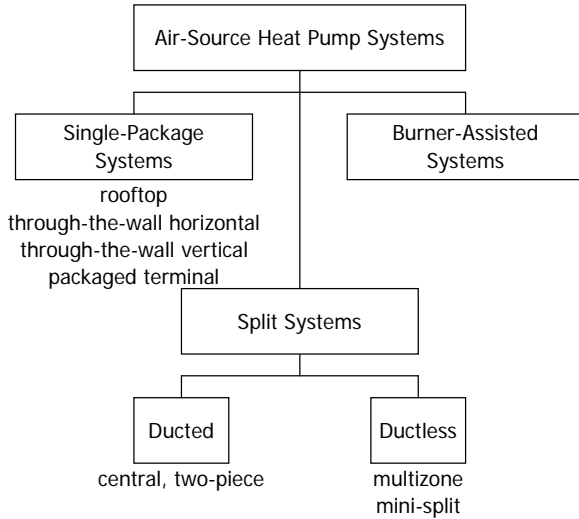 Air-Source Heat Pump Systems
Single-Package
Systems
rooftop
through-the-wall horizontal
through-the-wall vertical
packaged terminal
Burner-Assisted
Systems
Split Systems
Ducted
central, two-piece
Ductless
multizone
mini-split